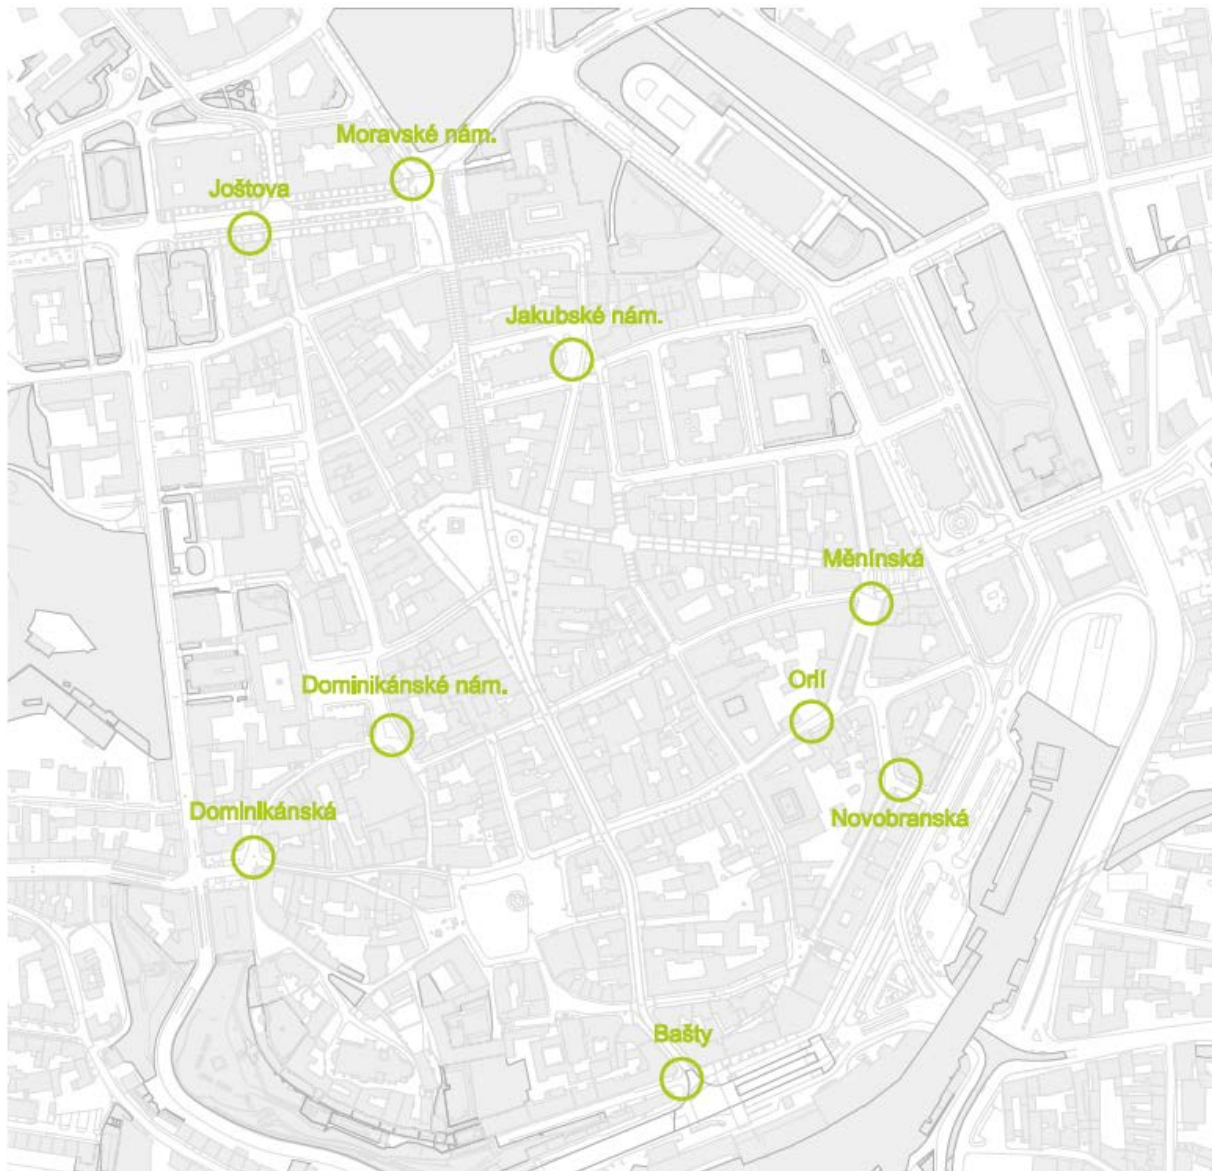 Moravské nám.
Joštova
Jakubské nám.
Měnínská
Orlí
Dominikánské nám.
Dominikánská
Novobranská
Bašty